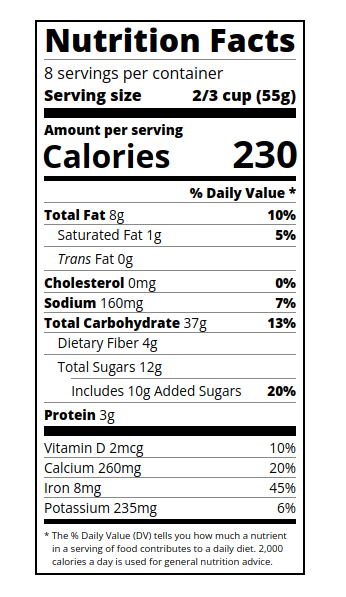 Nutrition Facts
8 servings per container
Serving size 2/3 cup (55g)
Amount per serving
Calories 230
% Daily Value *
Total Fat 8g 10%
Saturated Fat 1g 5%
Trans Fat 0g
Cholesterol 0mg 0%
Sodium 160mg 7%
Total Carbohydrate 37g 13%
Dietary Fiber 4g
Total Sugars 12g
Includes 10g Added Sugars 20%
Protein 3g
Vitamin D 2mcg 10%
Calcium 260mg 20%
Iron 8mg 45%
Potassium 235mg 6%
* The % Daily Value (DV) tells you how much a nutrient
in a serving of food contributes to a daily diet. 2,000
calories a day is used for general nutrition advice.